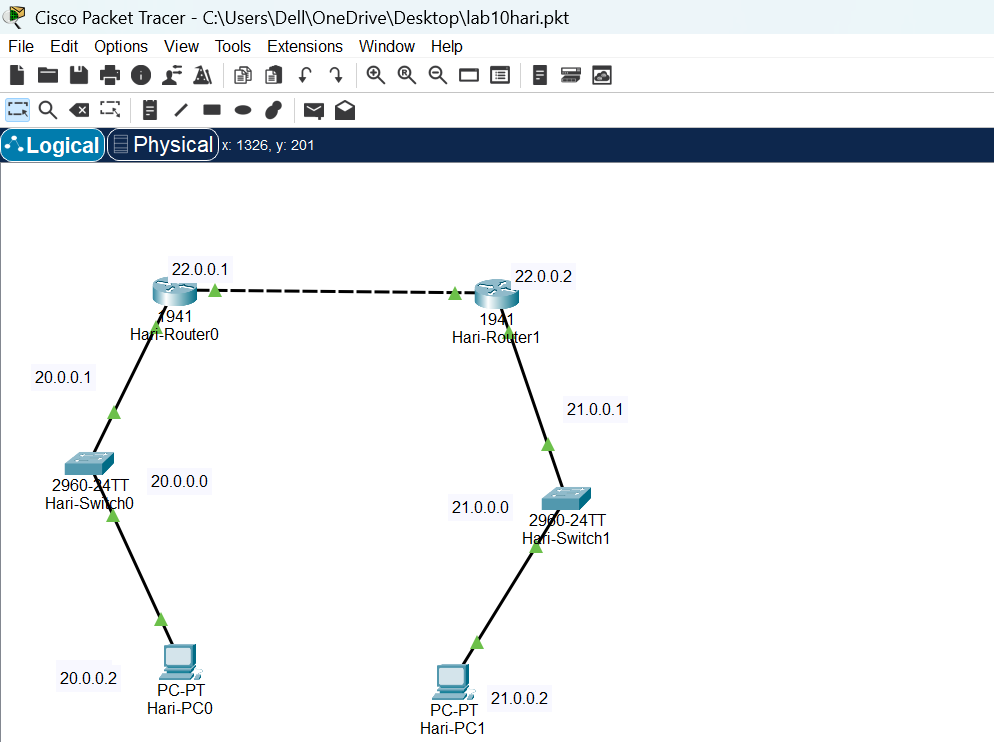 Cisco Packet Tracer - C:\Users\Dell\OneDrive\Desktop\lab10hari.pkt
File Edit Options View Tools Extensions Window Help
Logical Physical x: 1326, y: 201
22.0.0.1
22.0.0.2
1941
Hari-Router0
1941
Hari-Router1
20.0.0.1
21.0.0.1
2960-24TT
Hari-Switch0
20.0.0.0
21.0.0.0
2960-24TT
Hari-Switch1
20.0.0.2
PC-PT
Hari-PC0
PC-PT
Hari-PC1
21.0.0.2